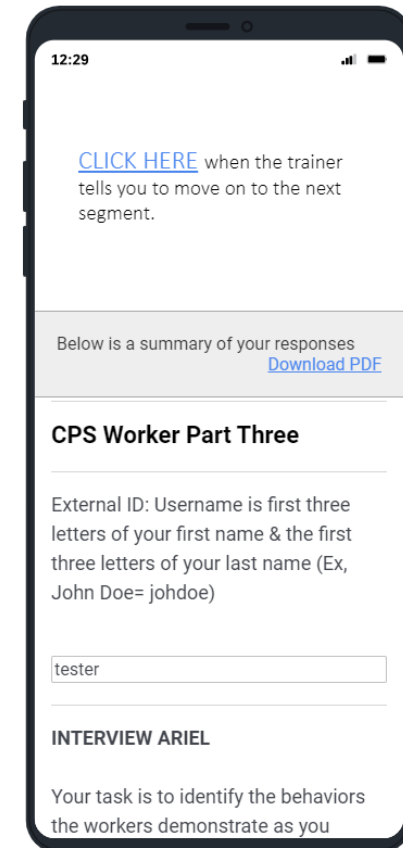 12:29
CLICK HERE when the trainer
tells you to move on to the next
segment.
Below is a summary of your responses
Download PDF
CPS Worker Part Three
External ID: Username is first three
letters of your first name & the first
three letters of your last name (Ex,
John Doe= johdoe)
tester
INTERVIEW ARIEL
Your task is to identify the behaviors
the workers demonstrate as you